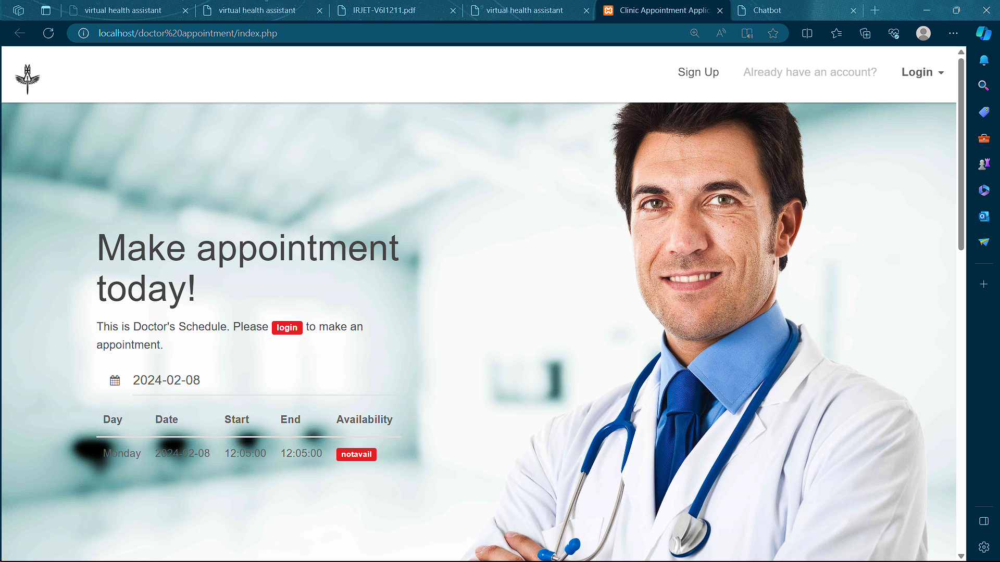 virtual health assistant
virtual health assistant
IRJET-V6I1211.pdf
virtual health assistant
Clinic Appointment Applic
Chatbot
localhost/doctor%20appointment/index.php
Sign Up Already have an account? Login
Make appointment
today!
This is Doctor's Schedule. Please login to make an
appointment.
2024-02-08
Day Date Start End Availability
Monday 2024-02-08 12:05:00 12:05:00 notavail